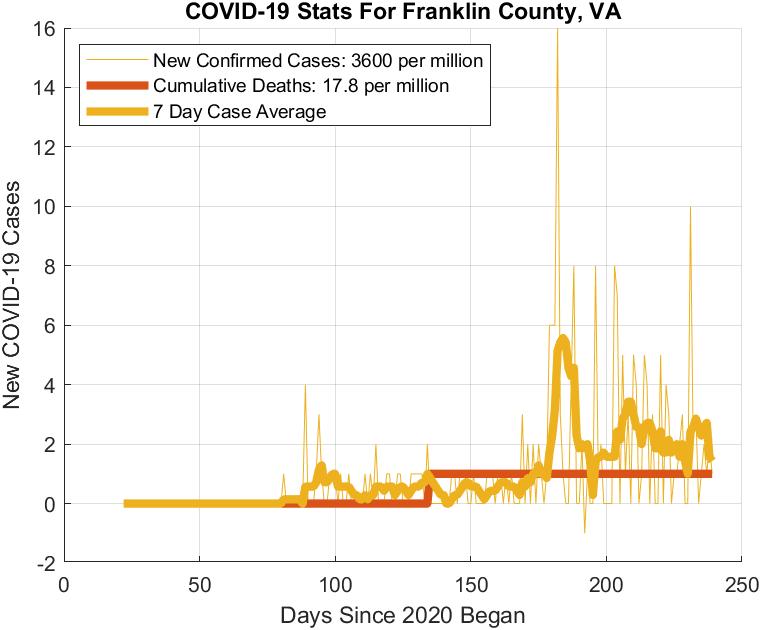 COVID-19 Stats For Franklin County, VA
16
14
12
10
8
6
4
2
0
-2
New COVID-19 Cases
New Confirmed Cases: 3600 per million
Cumulative Deaths: 17.8 per million
7 Day Case Average
0 50 100 150 200 250
Days Since 2020 Began